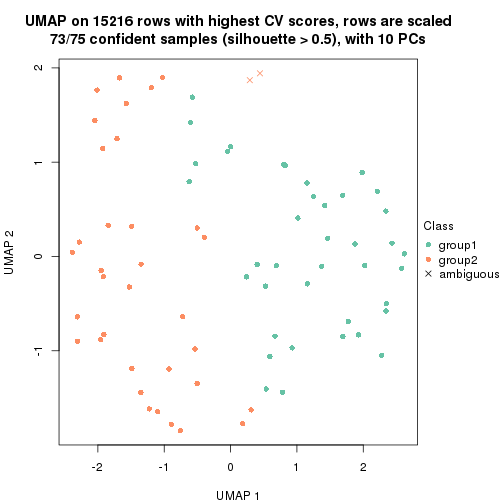 UMAP on 15216 rows with highest CV scores, rows are scaled
73/75 confident samples (silhouette > 0.5), with 10 PCs
2
1
0
-1
UMAP 2
-2
-1
0
1
2
UMAP 1
Class
group1
group2
ambiguous